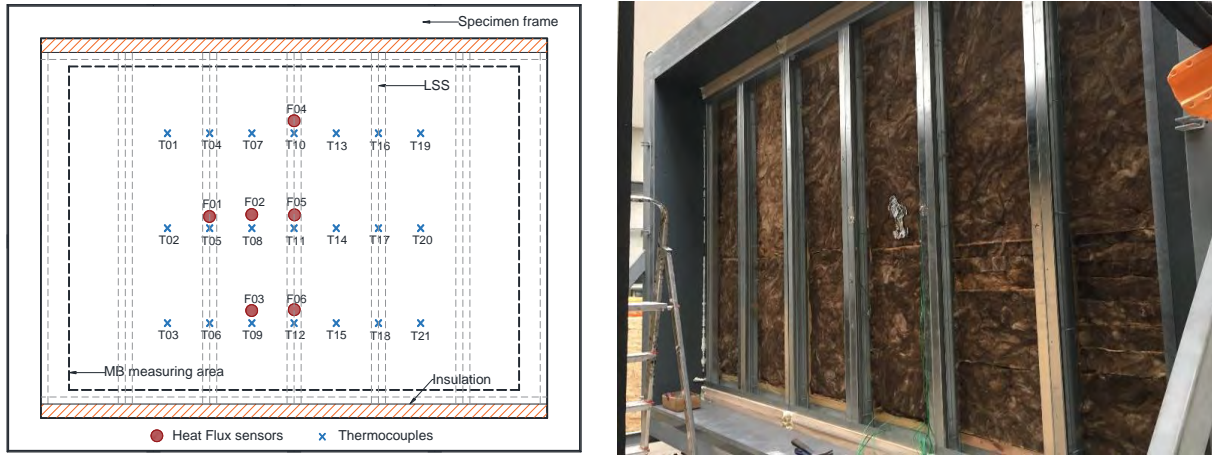 Specimen frame
LSS
F04
T01 T04 T07 T10 T13 T16 T19
F01 F02 F05
T02 T05 T08 T11 T14 T17 T20
F03 F06
T03 T06 T09 T12 T15 T18 T21
MB measuring area
Insulation
Heat Flux sensors Thermocouples